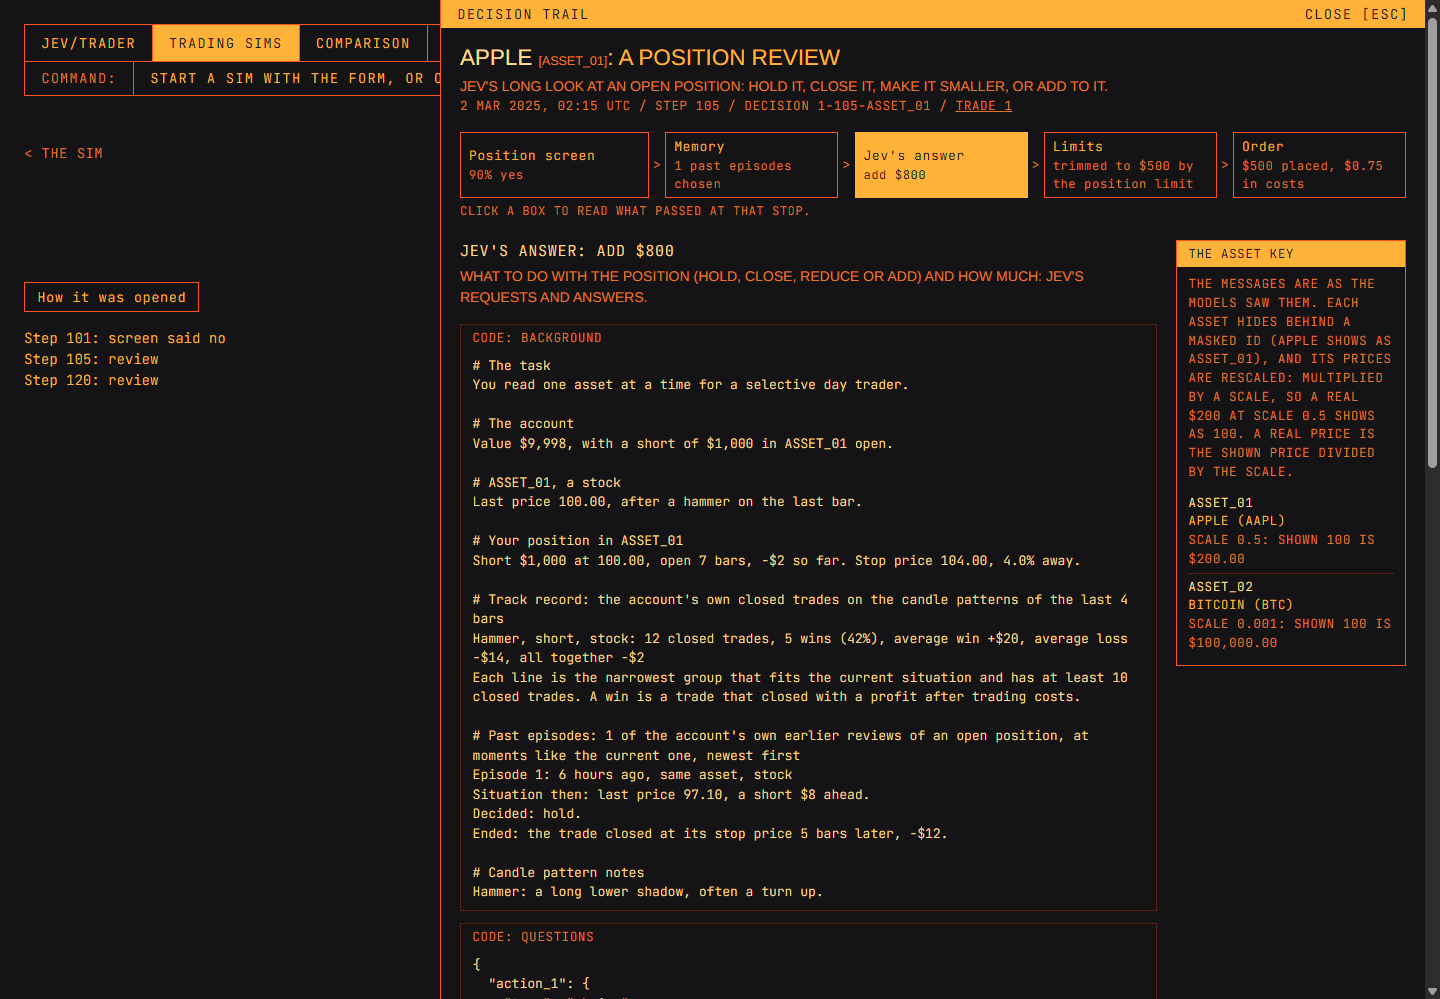 JEV/TRADER
TRADING SIMS
COMPARISON
COMMAND:
START A SIM WITH THE FORM, OR
< THE SIM
How it was opened
Step 101: screen said no
Step 105: review
Step 120: review
DECISION TRAIL
CLOSE [ESC]
APPLE [ASSET_01]: A POSITION REVIEW
JEV'S LONG LOOK AT AN OPEN POSITION: HOLD IT, CLOSE IT, MAKE IT SMALLER, OR ADD TO IT.
2 MAR 2025, 02:15 UTC / STEP 105 / DECISION 1-105-ASSET_01 / TRADE 1
Position screen
90% yes
>
Memory
1 past episodes
chosen
>
Jev's answer
add $800
>
Limits
trimmed to $500 by
the position limit
>
Order
$500 placed, $0.75
in costs
CLICK A BOX TO READ WHAT PASSED AT THAT STOP.
JEV'S ANSWER: ADD $800
WHAT TO DO WITH THE POSITION (HOLD, CLOSE, REDUCE OR ADD) AND HOW MUCH: JEV'S
REQUESTS AND ANSWERS.
CODE: BACKGROUND
# The task
You read one asset at a time for a selective day trader.
# The account
Value $9,998, with a short of $1,000 in ASSET_01 open.
# ASSET_01, a stock
Last price 100.00, after a hammer on the last bar.
# Your position in ASSET_01
Short $1,000 at 100.00, open 7 bars, -$2 so far. Stop price 104.00, 4.0% away.
# Track record: the account's own closed trades on the candle patterns of the last 4
bars
Hammer, short, stock: 12 closed trades, 5 wins (42%), average win +$20, average loss
-$14, all together -$2
Each line is the narrowest group that fits the current situation and has at least 10
closed trades. A win is a trade that closed with a profit after trading costs.
# Past episodes: 1 of the account's own earlier reviews of an open position, at
moments like the current one, newest first
Episode 1: 6 hours ago, same asset, stock
Situation then: last price 97.10, a short $8 ahead.
Decided: hold.
Ended: the trade closed at its stop price 5 bars later, -$12.
# Candle pattern notes
Hammer: a long lower shadow, often a turn up.
CODE: QUESTIONS
{
"action_1": {
THE ASSET KEY
THE MESSAGES ARE AS THE
MODELS SAW THEM. EACH
ASSET HIDES BEHIND A
MASKED ID (APPLE SHOWS AS
ASSET_01), AND ITS PRICES
ARE RESCALED: MULTIPLIED
BY A SCALE, SO A REAL
$200 AT SCALE 0.5 SHOWS
AS 100. A REAL PRICE IS
THE SHOWN PRICE DIVIDED
BY THE SCALE.
ASSET_01
APPLE (AAPL)
SCALE 0.5: SHOWN 100 IS
$200.00
ASSET_02
BITCOIN (BTC)
SCALE 0.001: SHOWN 100 IS
$100,000.00